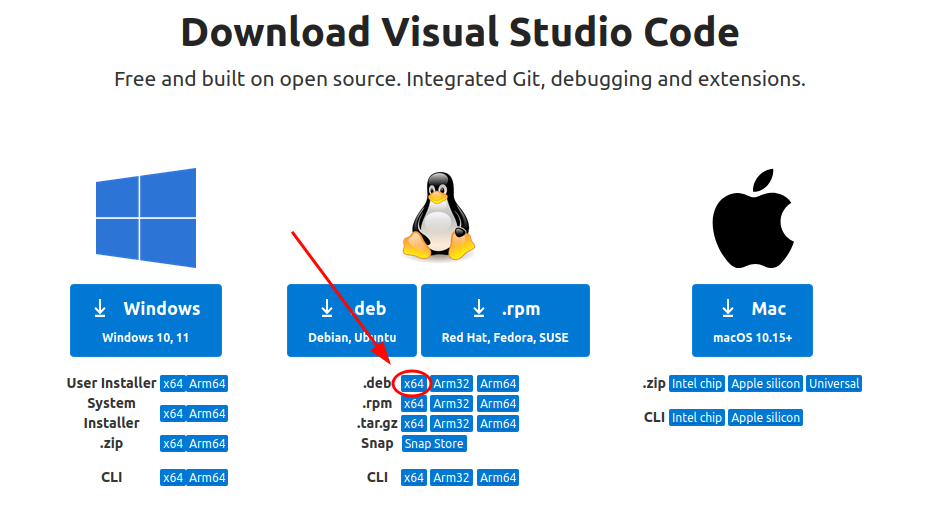 Download Visual Studio Code
Free and built on open source. Integrated Git, debugging and extensions.
Windows
Windows 10, 11
User Installer x64 Arm64
System
Installer x64 Arm64
.zip x64 Arm64
CLI x64 Arm64
.deb
Debian, Ubuntu
.rpm
Red Hat, Fedora, SUSE
.deb x64 Arm32 Arm64
.rpm x64 Arm32 Arm64
.tar.gz x64 Arm32 Arm64
Snap Snap Store
CLI x64 Arm32 Arm64
Mac
macOS 10.15+
.zip Intel chip Apple silicon Universal
CLI Intel chip Apple silicon